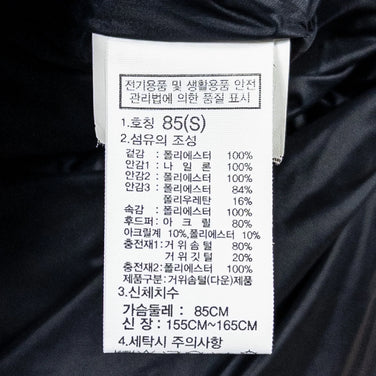 전기용품 및 생활용품 안전
관리법에 의한 품질 표시
1.호칭 85(S)
2.섬유의 조성
겉감 : 폴리에스터 100%
안감1 : 나 일 론 100%
안감2 : 폴리에스터 100%
안감3 : 폴리에스터 84%
폴리우레탄 16%
속감 : 폴리에스터 100%
후드퍼: 아 크 릴 80%
아크릴계 10%,폴리에스터 10%
충전재1: 거위솜털 80%
거위깃털 20%
충전재2: 폴리에스터 100%
제품구분: 거위솜털(다운)제품
3.신체치수
가슴둘레 : 85CM
신 장 : 155CM~165CM
4.세탁시 주의사항